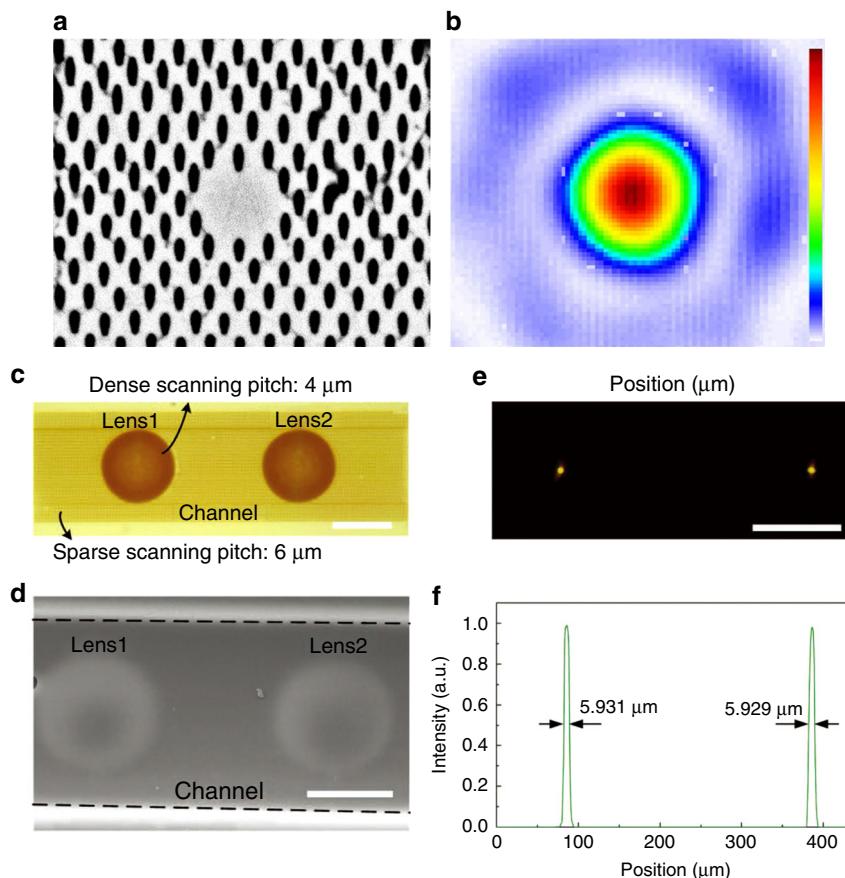 a
b
c
Dense scanning pitch: 4 μm
Lens1
Lens2
Channel
Sparse scanning pitch: 6 μm
d
Lens1
Lens2
Channel
e
Position (μm)
f
Intensity (a.u.)
1.0
0.8
0.6
0.4
0.2
0.0
5.931 μm
5.929 μm
0
100
200
300
400
Position (μm)